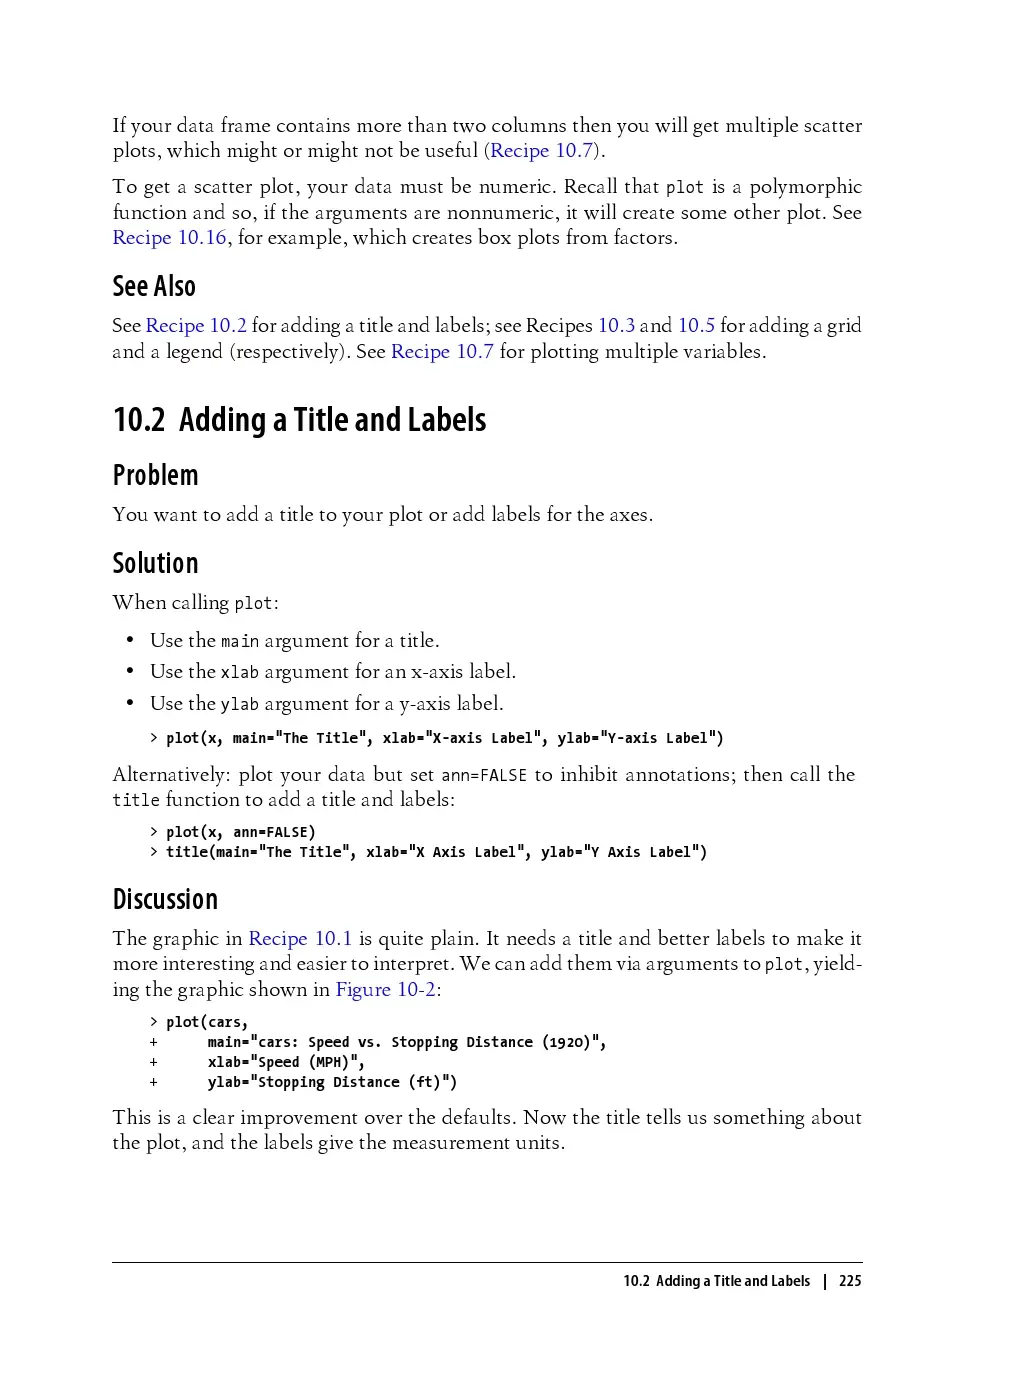 If your data frame contains more than two columns then you will get multiple scatter
plots, which might or might not be useful (Recipe 10.7).
To get a scatter plot, your data must be numeric. Recall that plot is a polymorphic
function and so, if the arguments are nonnumeric, it will create some other plot. See
Recipe 10.16, for example, which creates box plots from factors.
See Also
See Recipe 10.2 for adding a title and labels; see Recipes 10.3 and 10.5 for adding a grid
and a legend (respectively). See Recipe 10.7 for plotting multiple variables.
10.2 Adding a Title and Labels
Problem
You want to add a title to your plot or add labels for the axes.
Solution
When calling plot:
• Use the main argument for a title.
• Use the xlab argument for an x-axis label.
• Use the ylab argument for a y-axis label.
> plot(x, main="The Title", xlab="X-axis Label", ylab="Y-axis Label")
Alternatively: plot your data but set ann=FALSE to inhibit annotations; then call the
title function to add a title and labels:
> plot(x, ann=FALSE)
> title(main="The Title", xlab="X Axis Label", ylab="Y Axis Label")
Discussion
The graphic in Recipe 10.1 is quite plain. It needs a title and better labels to make it
more interesting and easier to interpret. We can add them via arguments to plot, yield-
ing the graphic shown in Figure 10-2:
> plot(cars,
+ main="cars: Speed vs. Stopping Distance (1920)",
+ xlab="Speed (MPH)",
+ ylab="Stopping Distance (ft)")
This is a clear improvement over the defaults. Now the title tells us something about
the plot, and the labels give the measurement units.
10.2 Adding a Title and Labels | 225